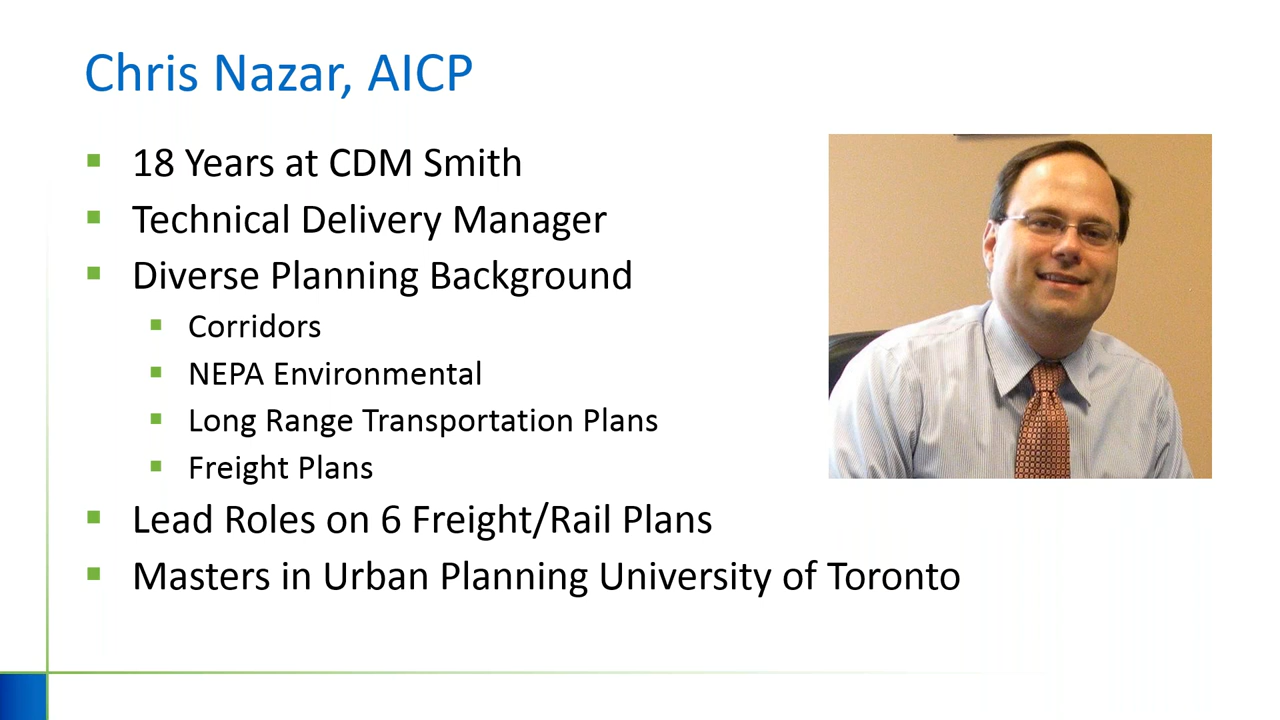 Chris Nazar, AICP
18 Years at CDM Smith
Technical Delivery Manager
Diverse Planning Background
Corridors
NEPA Environmental
Long Range Transportation Plans
Freight Plans
Lead Roles on 6 Freight/Rail Plans
Masters in Urban Planning University of Toronto